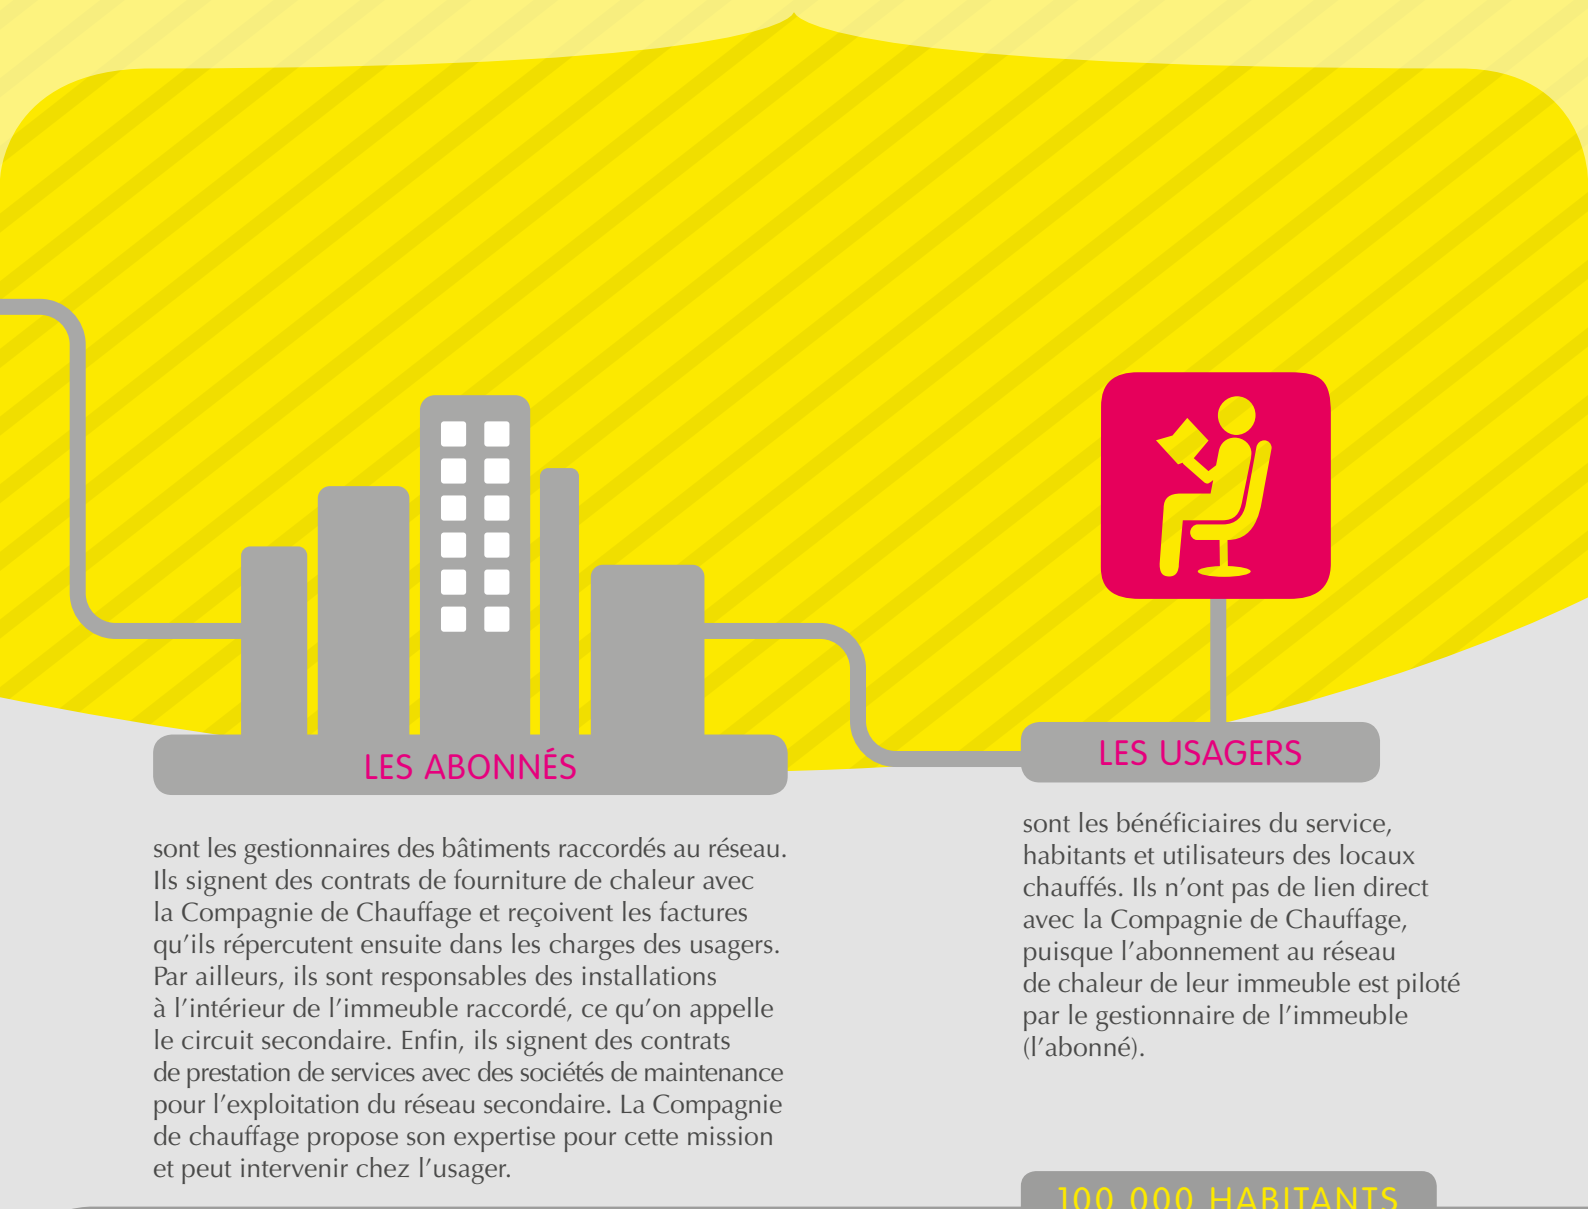 LES ABONNÉS
sont les gestionnaires des bâtiments raccordés au réseau.
Ils signent des contrats de fourniture de chaleur avec
la Compagnie de Chauffage et reçoivent les factures
qu’ils répercutent ensuite dans les charges des usagers.
Par ailleurs, ils sont responsables des installations
à l’intérieur de l’immeuble raccordé, ce qu’on appelle
le circuit secondaire. Enfin, ils signent des contrats
de prestation de services avec des sociétés de maintenance
pour l’exploitation du réseau secondaire. La Compagnie
de chauffage propose son expertise pour cette mission
et peut intervenir chez l’usager.
LES USAGERS
sont les bénéficiaires du service,
habitants et utilisateurs des locaux
chauffés. Ils n’ont pas de lien direct
avec la Compagnie de Chauffage,
puisque l’abonnement au réseau
de chaleur de leur immeuble est piloté
par le gestionnaire de l’immeuble
(l’abonné).
100 000 HABITANTS